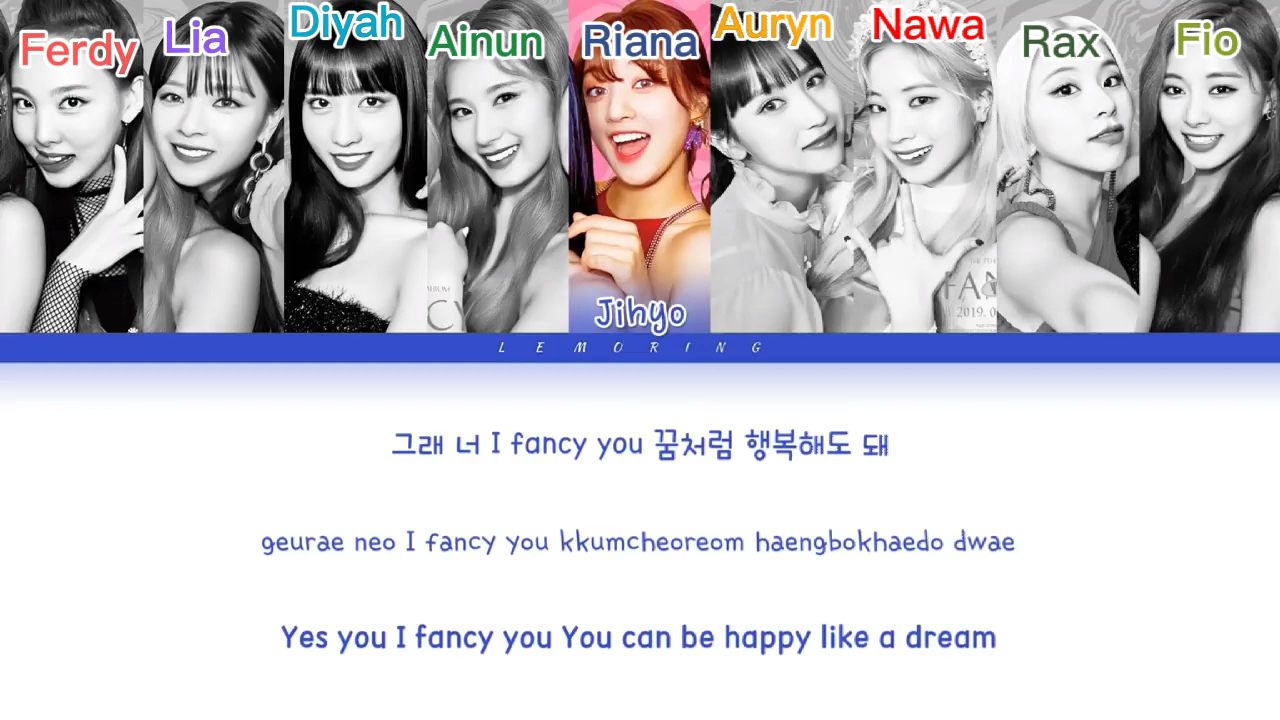 Ferdy
Lia
Diyah
Ainun
Riana
Auryn
Nawa
Rax
Fio
Jihyo
LEMORING
그래 너 I fancy you 꿈처럼 행복해도 돼
geurae neo I fancy you kkumcheoreom haengbokhaedo dwae
Yes you I fancy you You can be happy like a dream